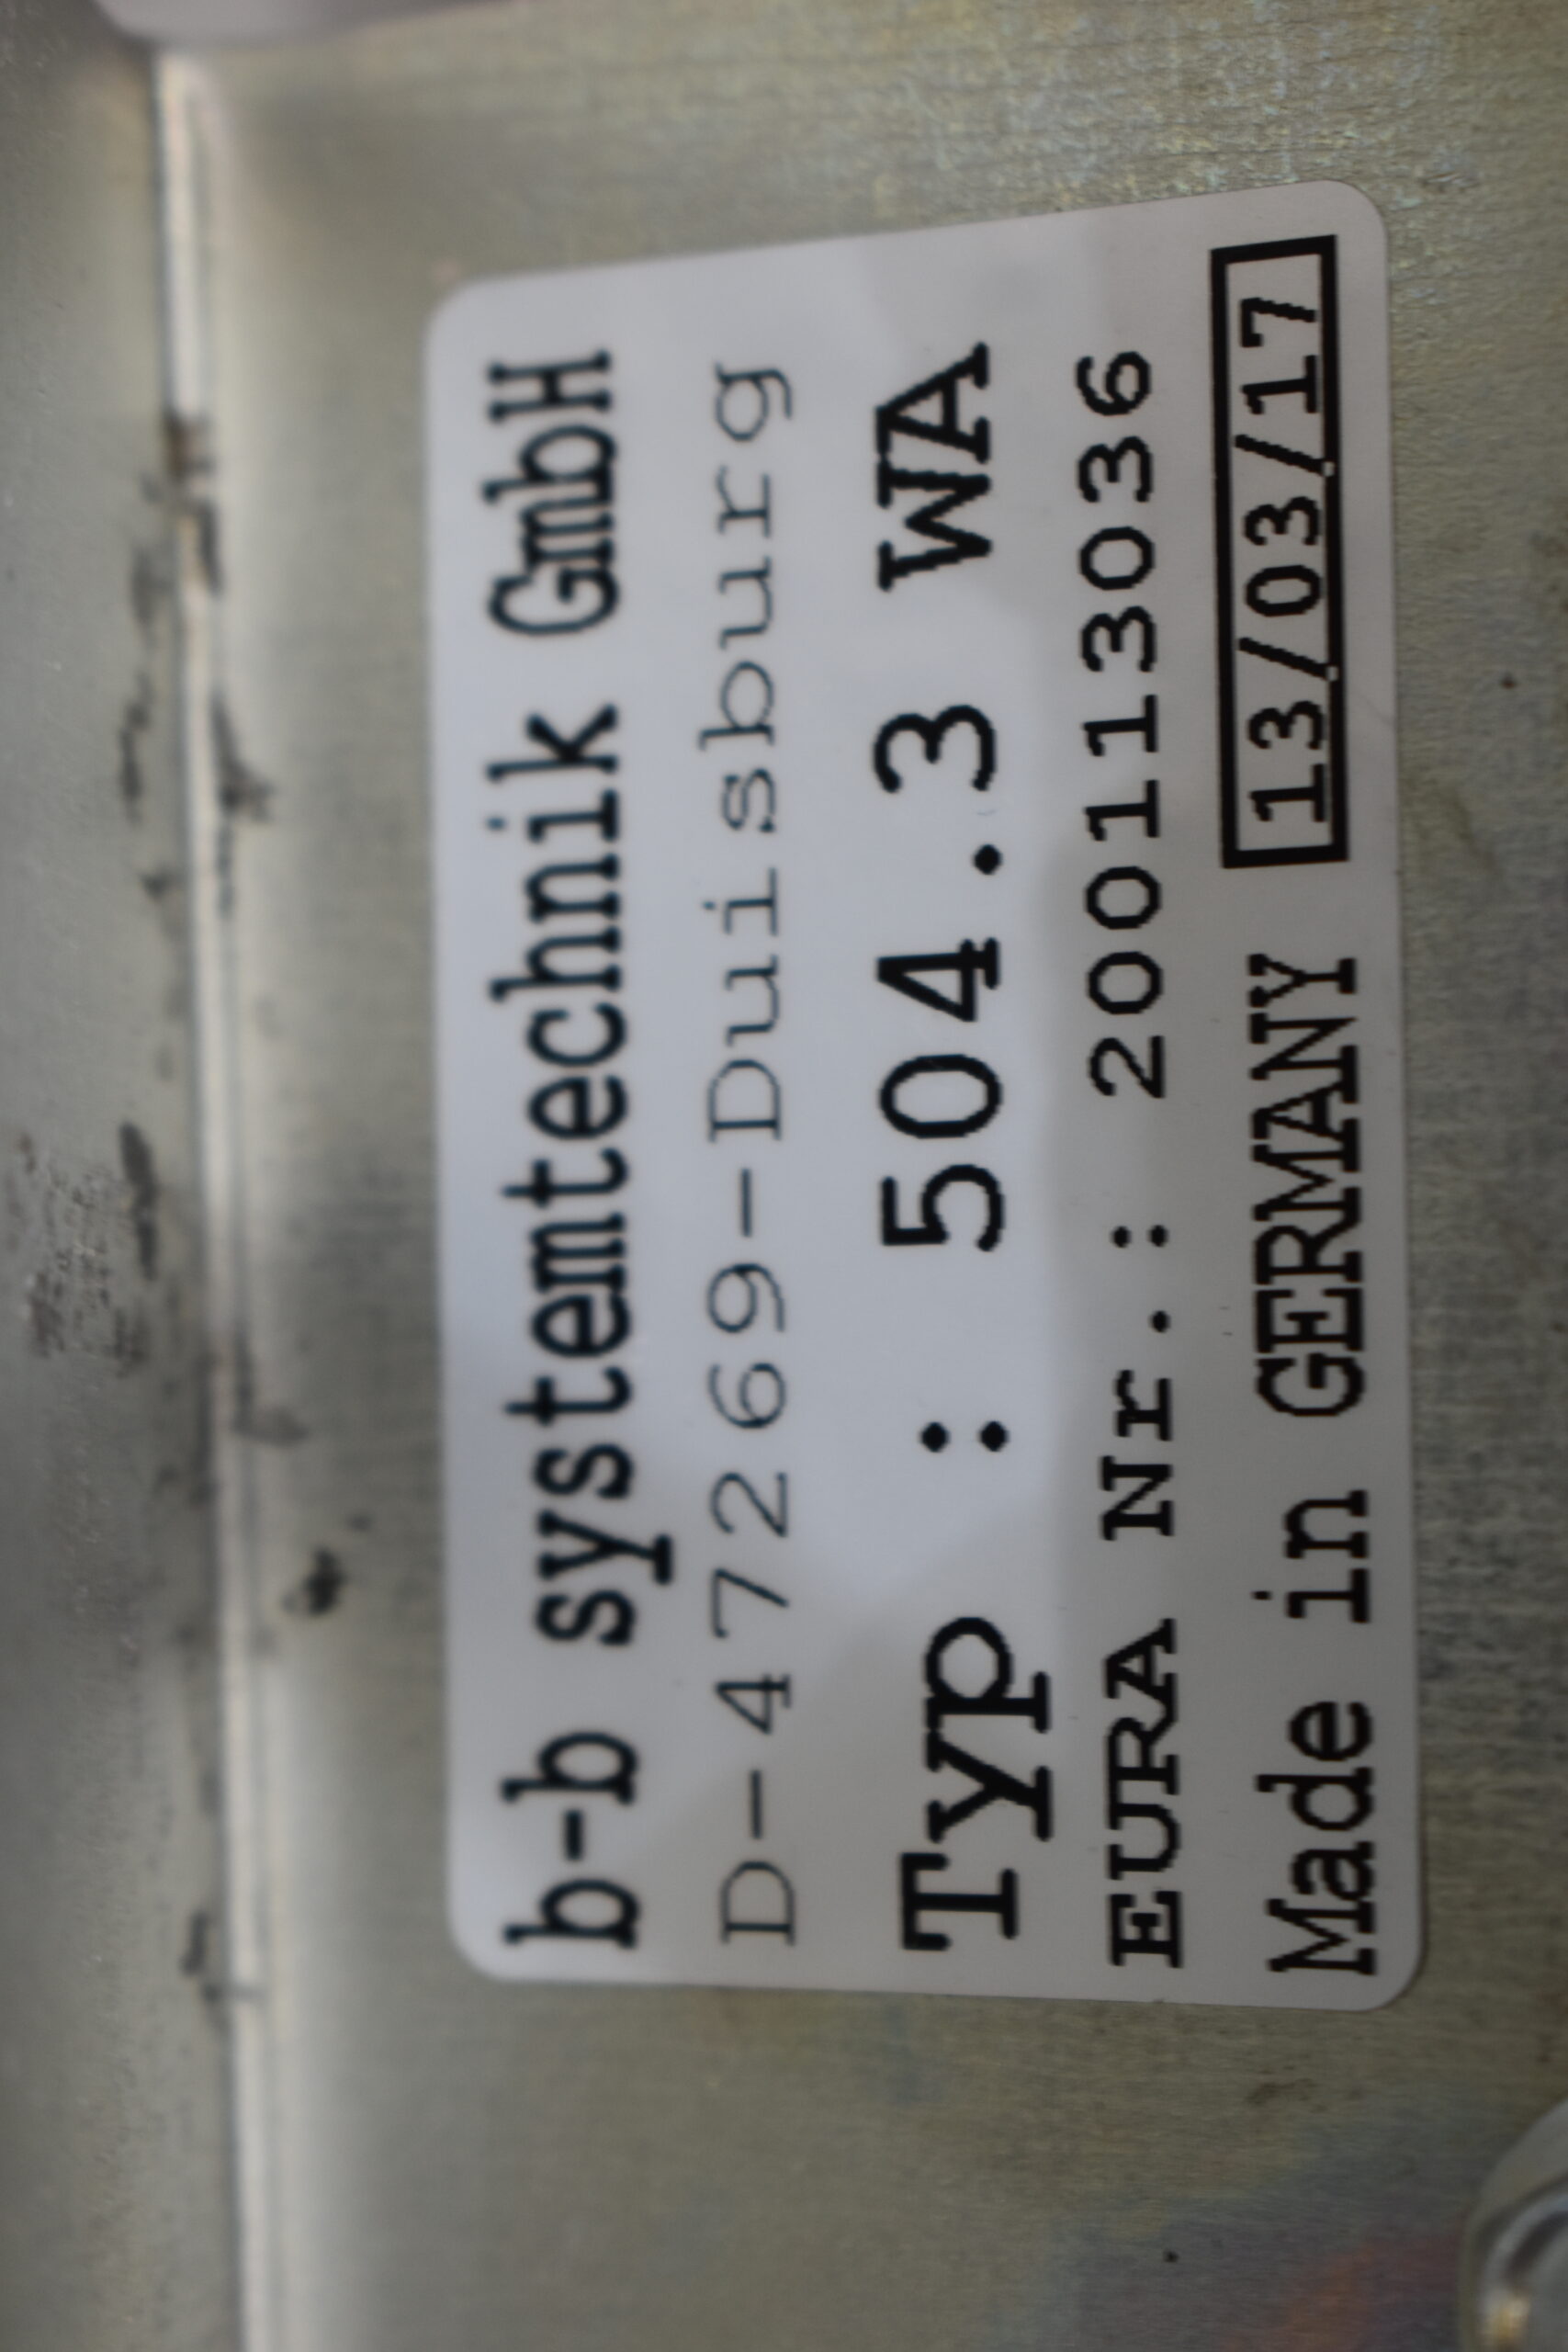 b-b systemtechnik GmbH
D-47269-Duisburg
Typ : 504.3 WA
EURA Nr.: 200113036
Made in GERMANY 13/03/17